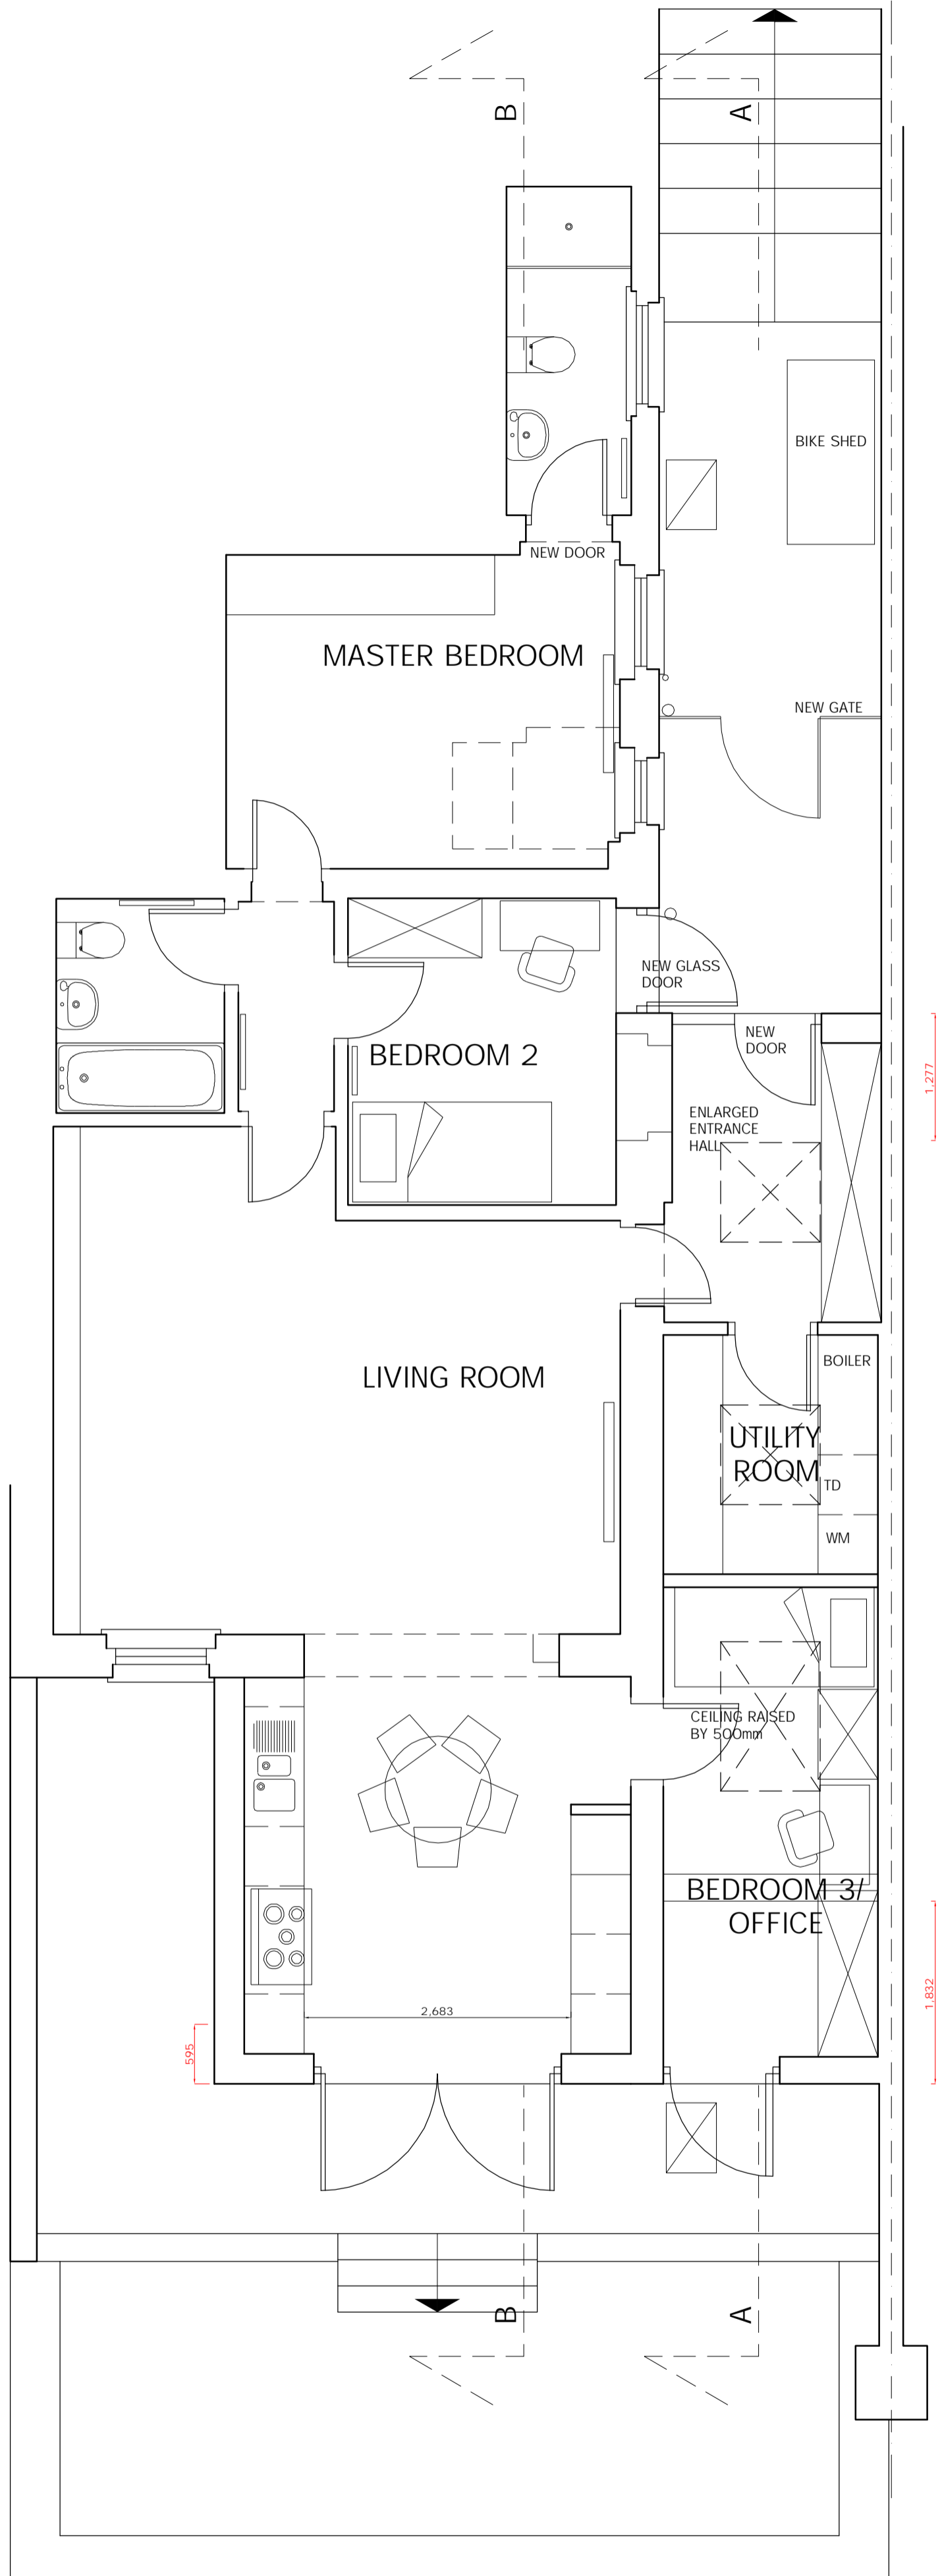 B
A
BIKE SHED
NEW DOOR
MASTER BEDROOM
NEW GATE
NEW GLASS
DOOR
NEW
DOOR
BEDROOM 2
1,277
ENLARGED
ENTRANCE
HALL
BOILER
LIVING ROOM
UTILITY
ROOM
TD
WM
CEILING RAISED
BY 500mm
BEDROOM 3/
OFFICE
1,832
2,683
595
B
A